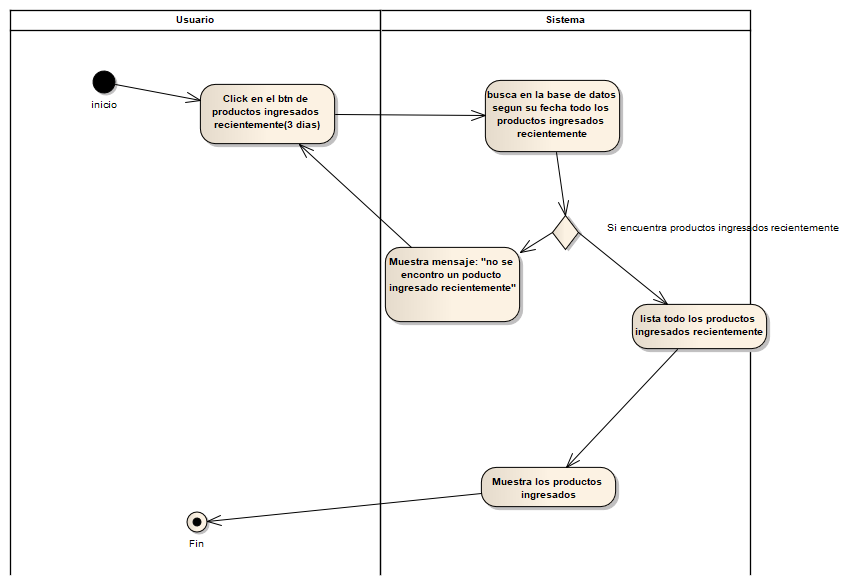 Usuario
Sistema
inicio
Click en el btn de
productos ingresados
recientemente(3 dias)
busca en la base de datos
segun su fecha todo los
productos ingresados
recientemente
Si encuentra productos ingresados recientemente
Muestra mensaje: "no se
encontro un poducto
ingresado recientemente"
lista todo los productos
ingresados recientemente
Muestra los productos
ingresados
Fin